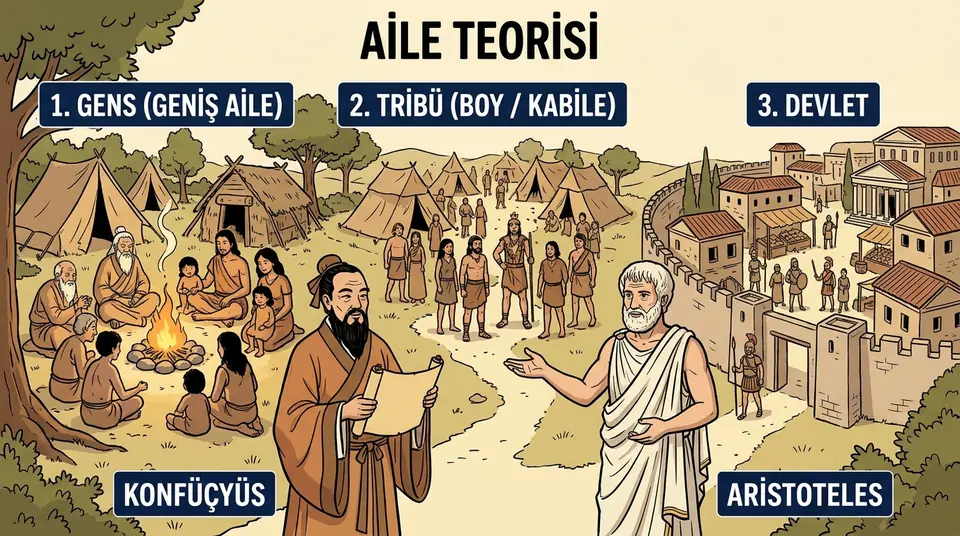 AİLE TEORİSİ
1. GENS (GENİŞ AİLE)
2. TRİBÜ (BOY / KABİLE)
3. DEVLET
KONFÜÇYÜS
ARİSTOTELES